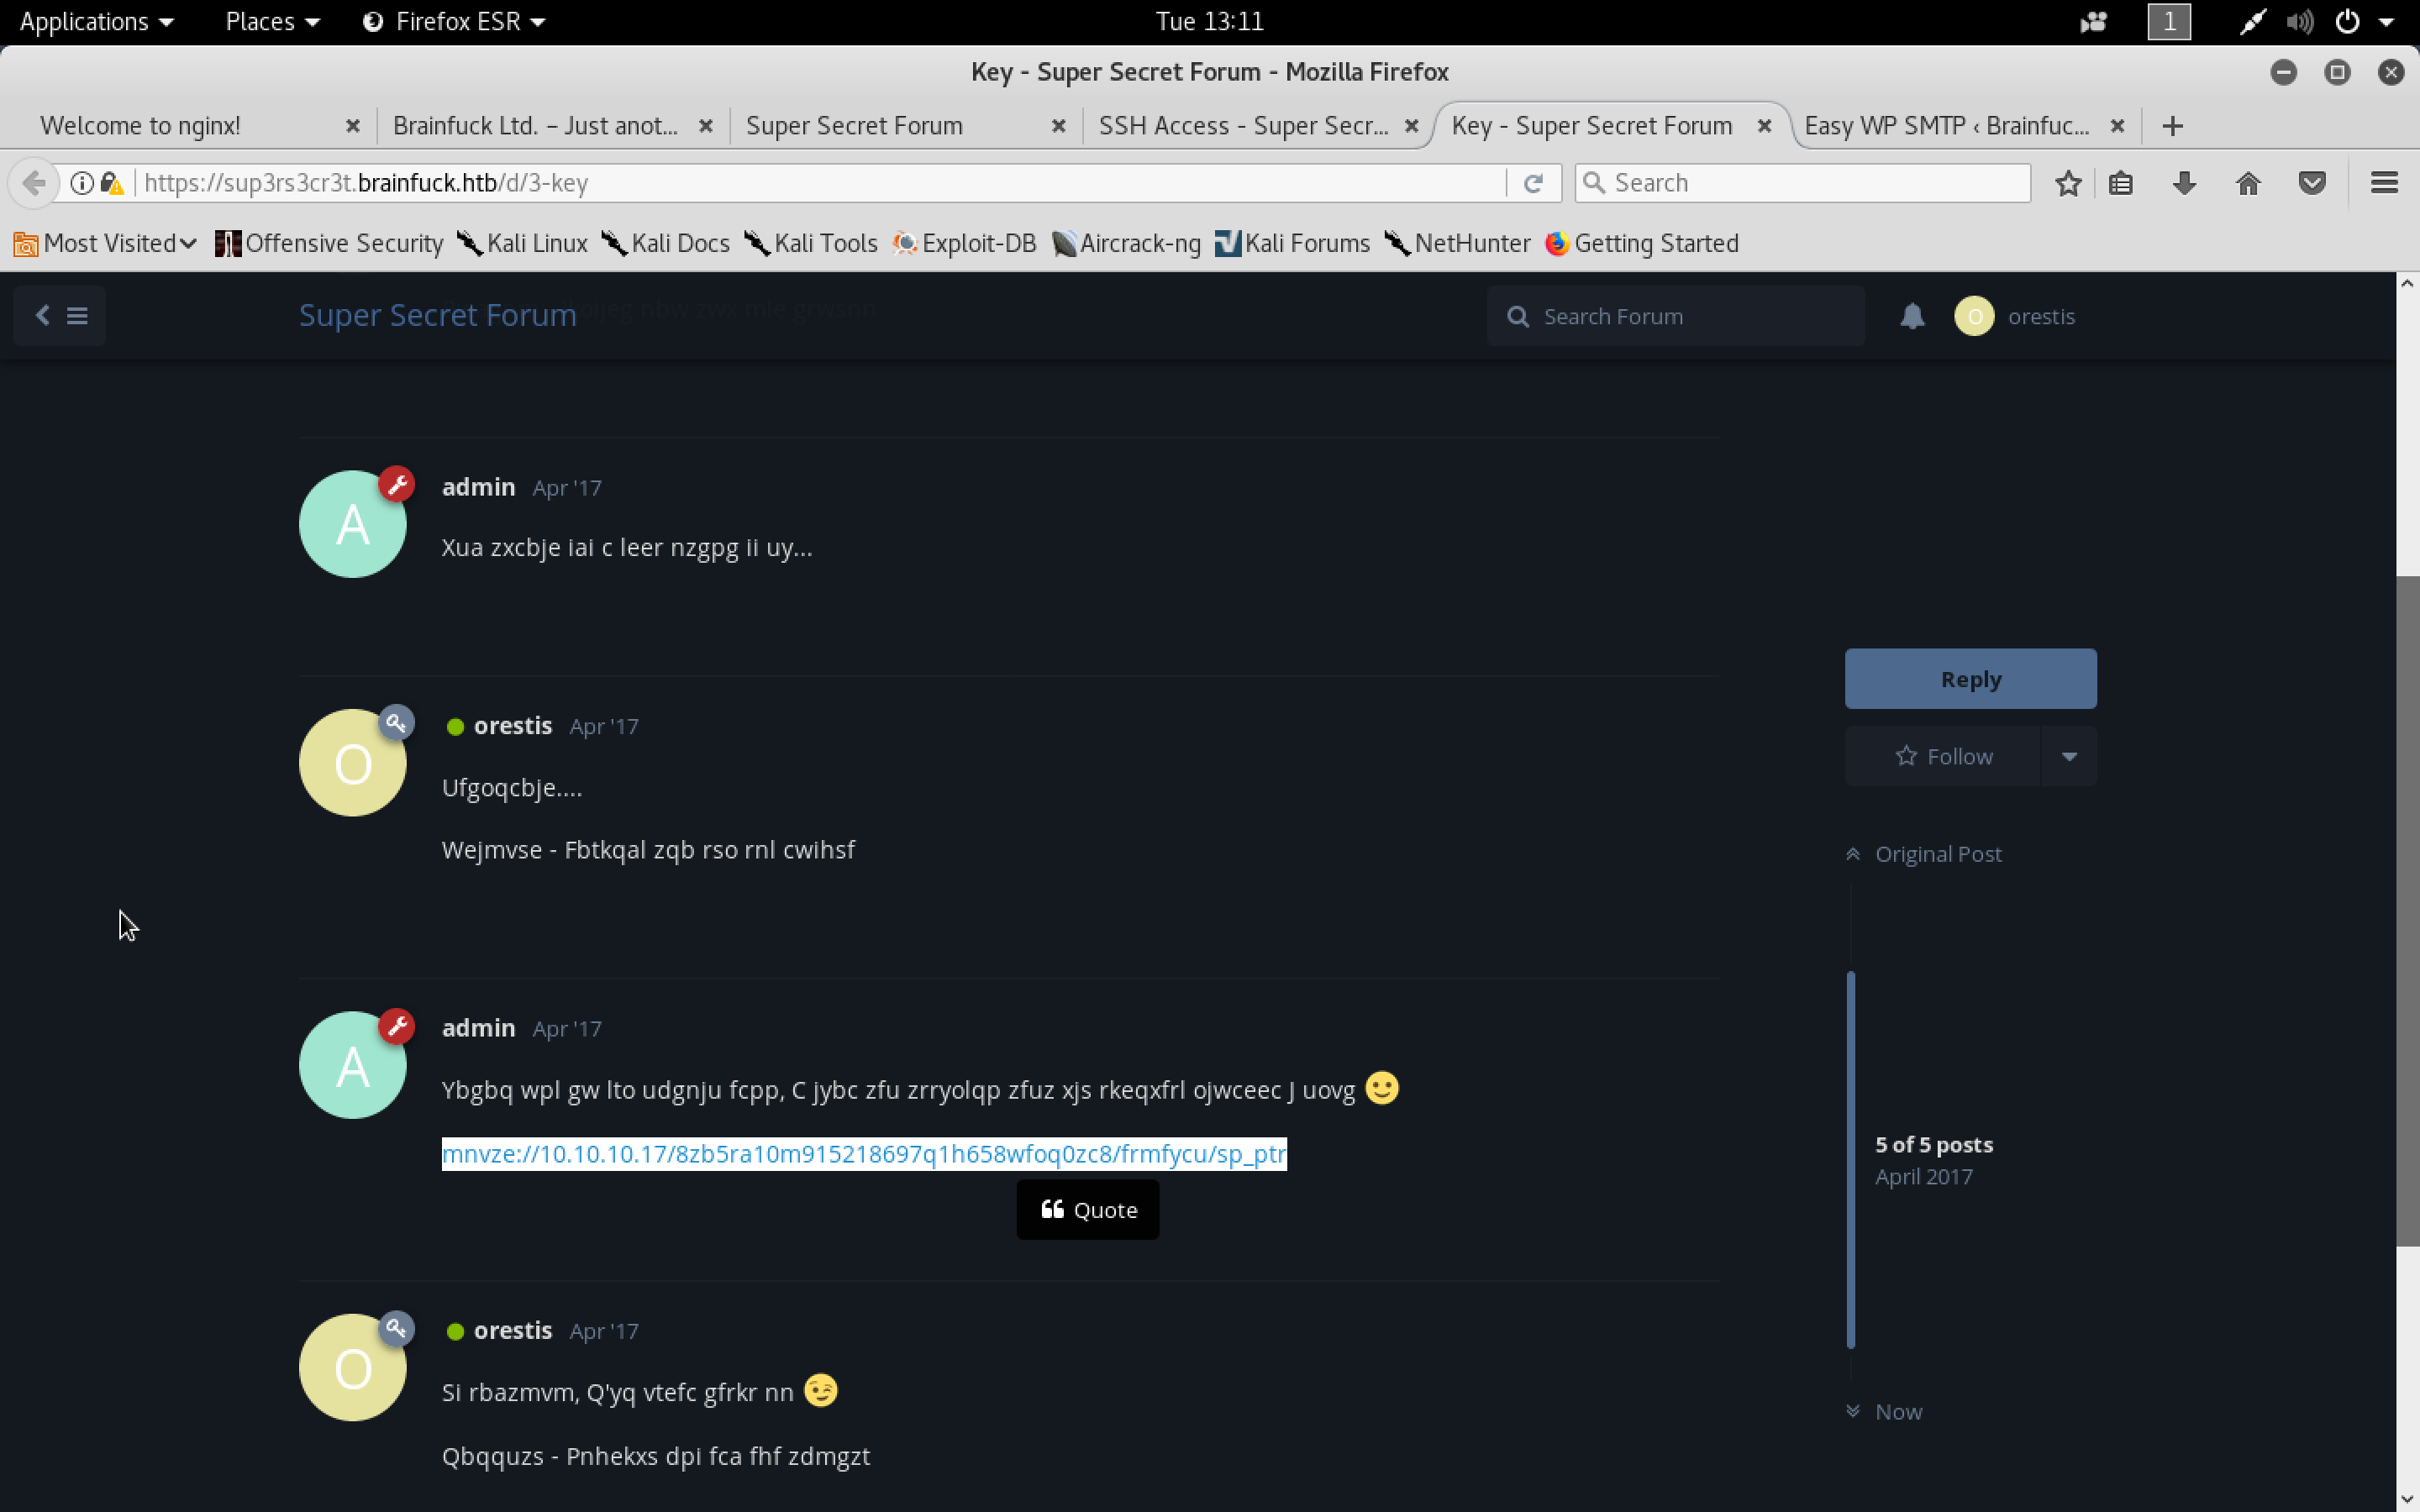 Applications Places Firefox ESR Tue 13:11 1
Key - Super Secret Forum - Mozilla Firefox
Welcome to nginx! Brainfuck Ltd. – Just anot... Super Secret Forum SSH Access - Super Secr... Key - Super Secret Forum Easy WP SMTP ‹ Brainfuc...
https://sup3rs3cr3t.brainfuck.htb/d/3-key Search
Most Visited Offensive Security Kali Linux Kali Docs Kali Tools Exploit-DB Aircrack-ng Kali Forums NetHunter Getting Started
Super Secret Forum nbw zwx mle grwsnn Search Forum O orestis
A admin Apr '17
Xua zxcbje iai c leer nzgpg ii uy...
Reply
O orestis Apr '17
Follow
Ufgoqcbje....
Wejmvse - Fbtkqal zqb rso rnl cwihsf
Original Post
A admin Apr '17
Ybgbq wpl gw lto udgnju fcpp, C jybc zfu zrryolqp zfuz xjs rkeqxfrl ojwceec J uovg
mnvze://10.10.10.17/8zb5ra10m915218697q1h658wfoq0zc8/frmfycu/sp_ptr
5 of 5 posts
April 2017
Quote
O orestis Apr '17
Si rbazmvm, Q'yq vtefc gfrkr nn
Now
Qbqquzs - Pnhekxs dpi fca fhf zdmgzt